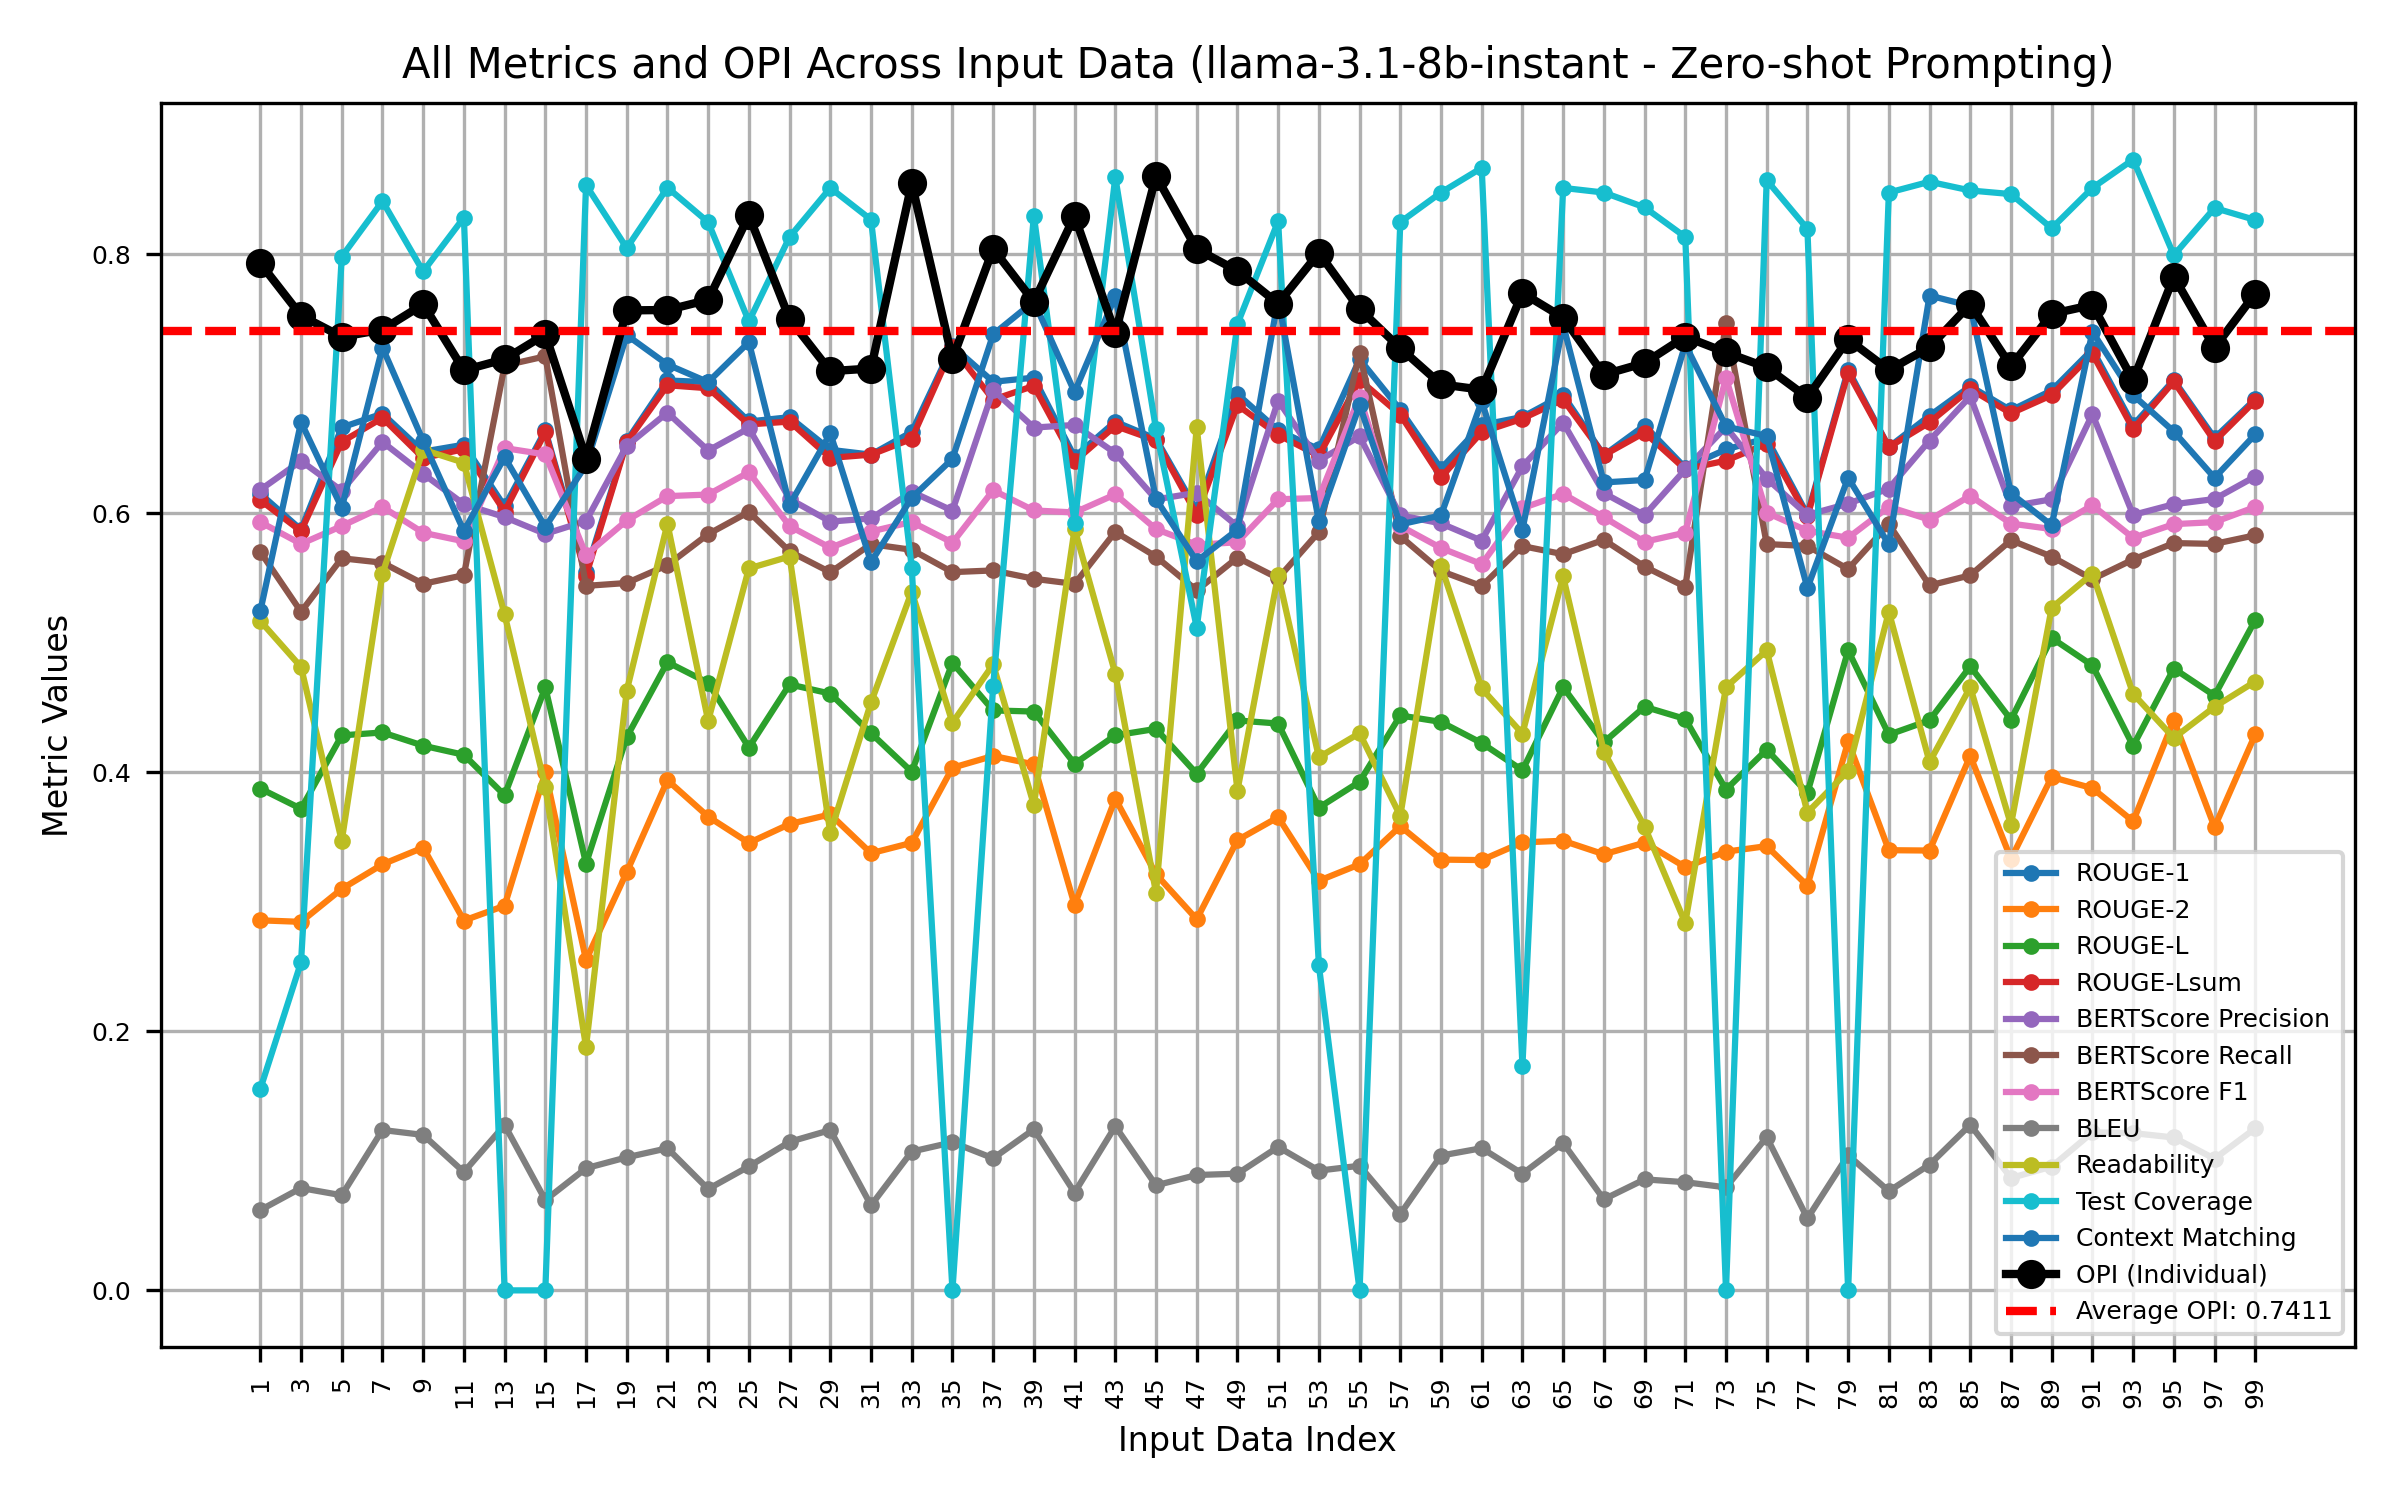 All Metrics and OPI Across Input Data (llama-3.1-8b-instant - Zero-shot Prompting)
Metric Values
0.8
0.6
0.4
0.2
0.0
ROUGE-1
ROUGE-2
ROUGE-L
ROUGE-Lsum
BERTScore Precision
BERTScore Recall
BERTScore F1
BLEU
Readability
Test Coverage
Context Matching
OPI (Individual)
Average OPI: 0.7411
1 3 5 7 9 11 13 15 17 19 21 23 25 27 29 31 33 35 37 39 41 43 45 47 49 51 53 55 57 59 61 63 65 67 69 71 73 75 77 79 81 83 85 87 89 91 93 95 97 99
Input Data Index